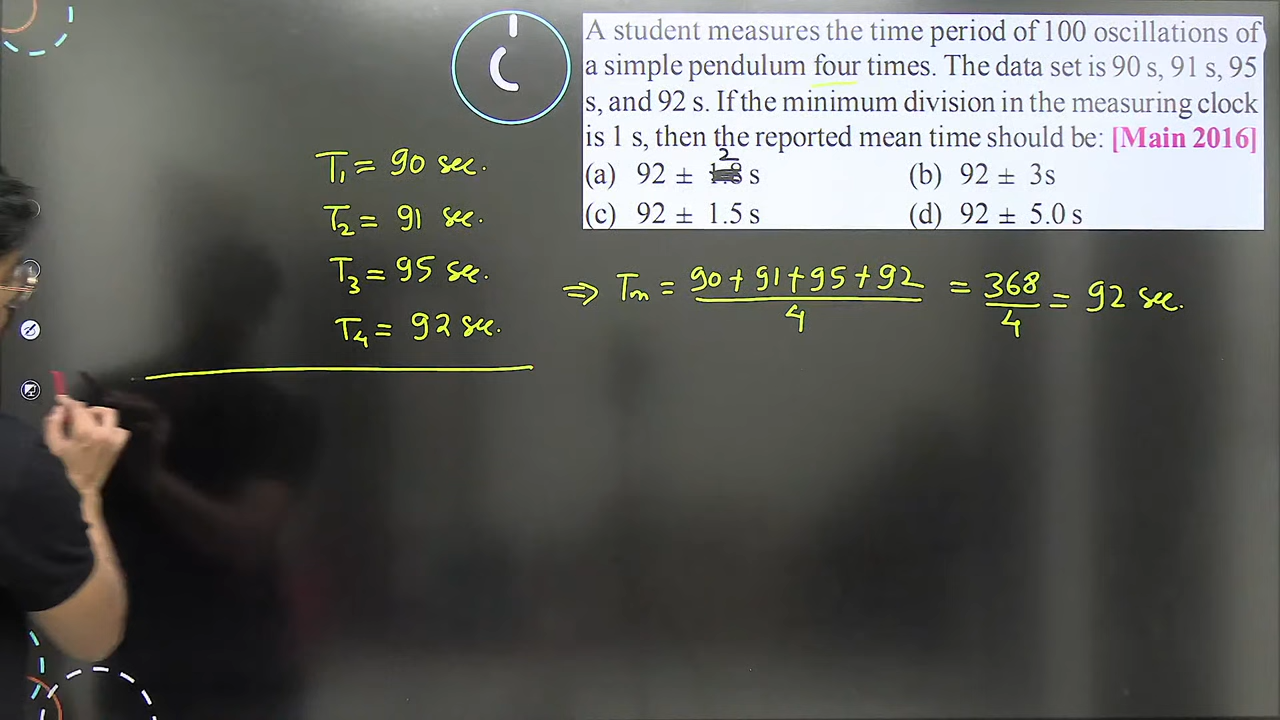 A student measures the time period of 100 oscillations of
a simple pendulum four times. The data set is 90 s, 91 s, 95
s, and 92 s. If the minimum division in the measuring clock
is 1 s, then the reported mean time should be: [Main 2016]
(a) 92 ± 2 s (b) 92 ± 3s
(c) 92 ± 1.5 s (d) 92 ± 5.0 s
T₁ = 90 sec.
T₂ = 91 sec.
T₃ = 95 sec.
T₄ = 92 sec.
⇒ Tₘ = (90 + 91 + 95 + 92)/4 = 368/4 = 92 sec.